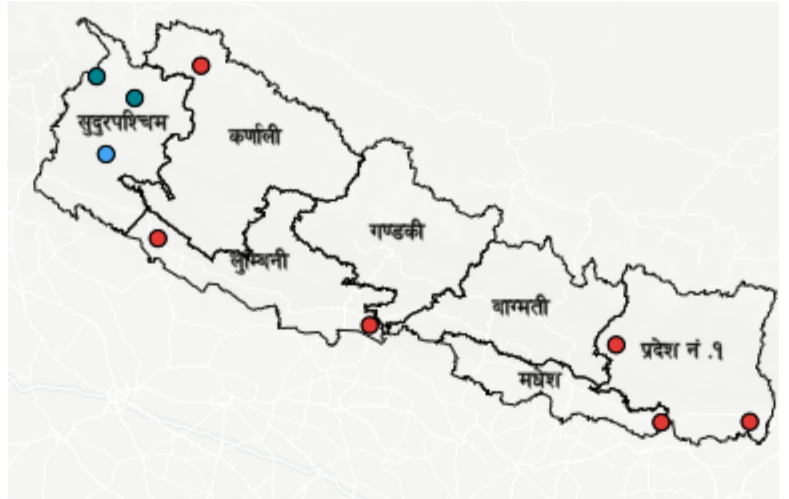 सुदुरपश्चिम
कर्णाली
गण्डकी
लुम्बिनी
बाग्मती
प्रदेश नं .१
मधेश